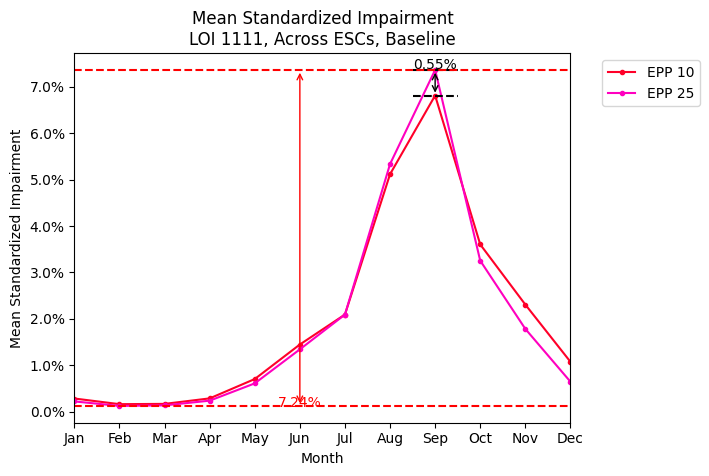 Mean Standardized Impairment
LOI 1111, Across ESCs, Baseline
0.55%
EPP 10
EPP 25
7.0%
6.0%
5.0%
4.0%
3.0%
2.0%
1.0%
0.0%
Mean Standardized Impairment
7.24%
Jan Feb Mar Apr May Jun Jul Aug Sep Oct Nov Dec
Month